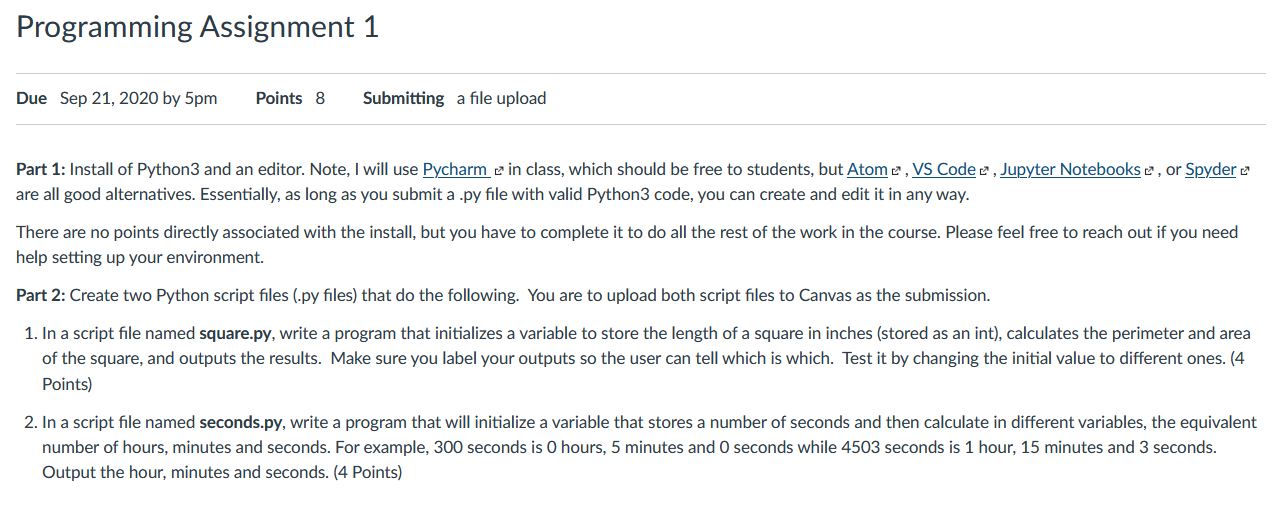 Programming Assignment 1
Due Sep 21, 2020 by 5pm Points 8 Submitting a file upload
Part 1: Install of Python3 and an editor. Note, I will use Pycharm in class, which should be free to students, but Atom , VS Code , Jupyter Notebooks , or Spyder
are all good alternatives. Essentially, as long as you submit a .py file with valid Python3 code, you can create and edit it in any way.
There are no points directly associated with the install, but you have to complete it to do all the rest of the work in the course. Please feel free to reach out if you need
help setting up your environment.
Part 2: Create two Python script files (.py files) that do the following. You are to upload both script files to Canvas as the submission.
1. In a script file named square.py, write a program that initializes a variable to store the length of a square in inches (stored as an int), calculates the perimeter and area
of the square, and outputs the results. Make sure you label your outputs so the user can tell which is which. Test it by changing the initial value to different ones. (4
Points)
2. In a script file named seconds.py, write a program that will initialize a variable that stores a number of seconds and then calculate in different variables, the equivalent
number of hours, minutes and seconds. For example, 300 seconds is 0 hours, 5 minutes and 0 seconds while 4503 seconds is 1 hour, 15 minutes and 3 seconds.
Output the hour, minutes and seconds. (4 Points)